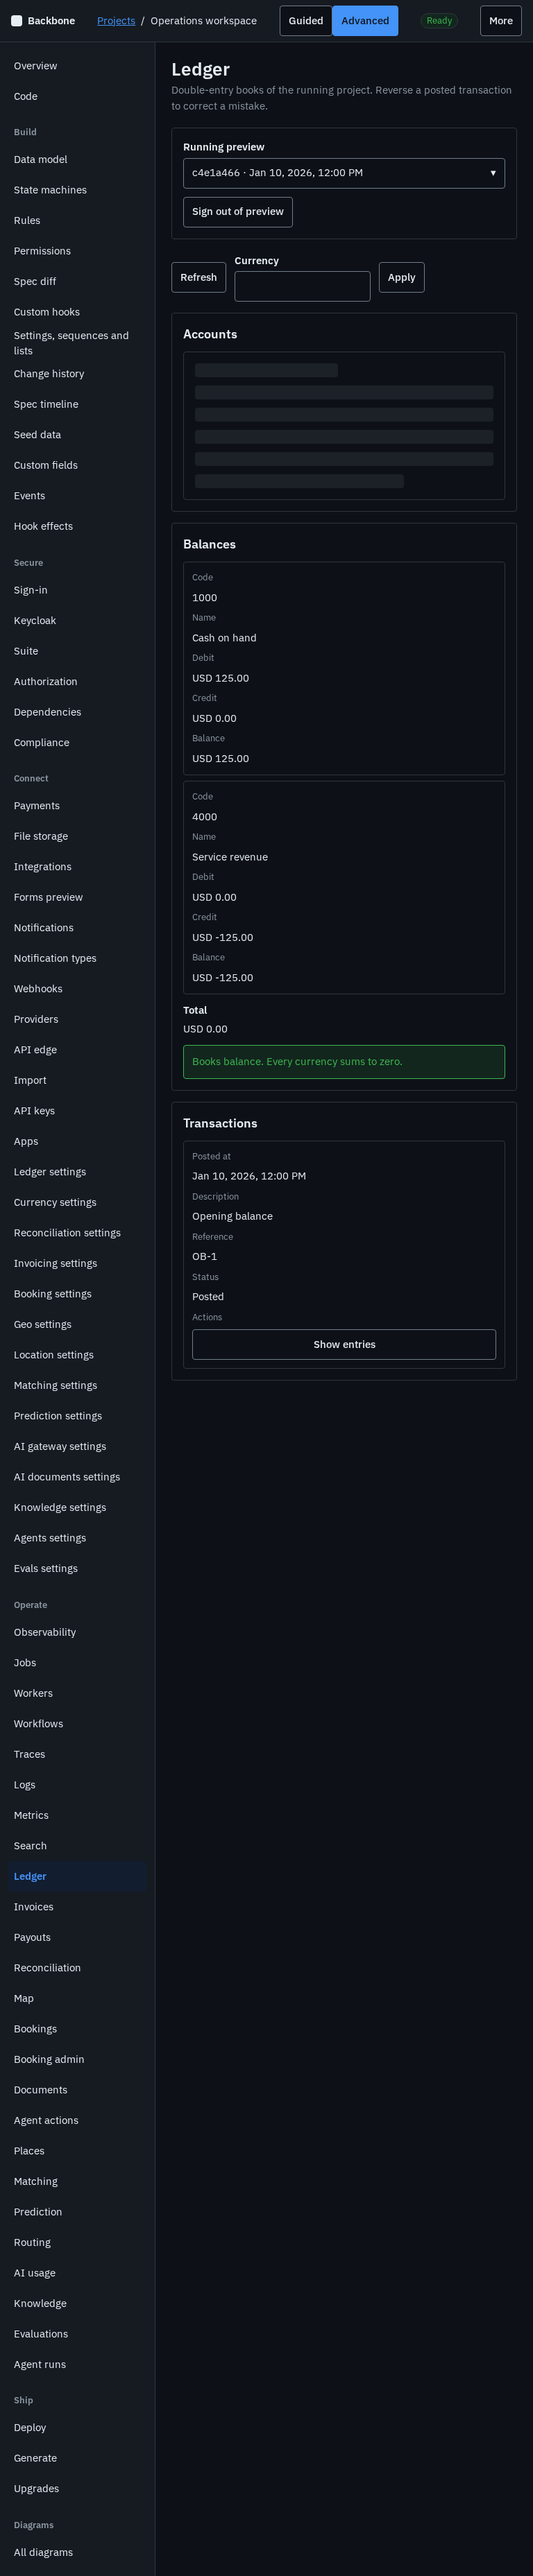 Backbone
Projects / Operations workspace
Guided
Advanced
Ready
More
Overview
Code
Build
Data model
State machines
Rules
Permissions
Spec diff
Custom hooks
Settings, sequences and
lists
Change history
Spec timeline
Seed data
Custom fields
Events
Hook effects
Secure
Sign-in
Keycloak
Suite
Authorization
Dependencies
Compliance
Connect
Payments
File storage
Integrations
Forms preview
Notifications
Notification types
Webhooks
Providers
API edge
Import
API keys
Apps
Ledger settings
Currency settings
Reconciliation settings
Invoicing settings
Booking settings
Geo settings
Location settings
Matching settings
Prediction settings
AI gateway settings
AI documents settings
Knowledge settings
Agents settings
Evals settings
Operate
Observability
Jobs
Workers
Workflows
Traces
Logs
Metrics
Search
Ledger
Invoices
Payouts
Reconciliation
Map
Bookings
Booking admin
Documents
Agent actions
Places
Matching
Prediction
Routing
AI usage
Knowledge
Evaluations
Agent runs
Ship
Deploy
Generate
Upgrades
Diagrams
All diagrams
Ledger
Double-entry books of the running project. Reverse a posted transaction
to correct a mistake.
Running preview
c4e1a466 · Jan 10, 2026, 12:00 PM ▾
Sign out of preview
Refresh
Currency
Apply
Accounts
Balances
Code
1000
Name
Cash on hand
Debit
USD 125.00
Credit
USD 0.00
Balance
USD 125.00
Code
4000
Name
Service revenue
Debit
USD 0.00
Credit
USD -125.00
Balance
USD -125.00
Total
USD 0.00
Books balance. Every currency sums to zero.
Transactions
Posted at
Jan 10, 2026, 12:00 PM
Description
Opening balance
Reference
OB-1
Status
Posted
Actions
Show entries